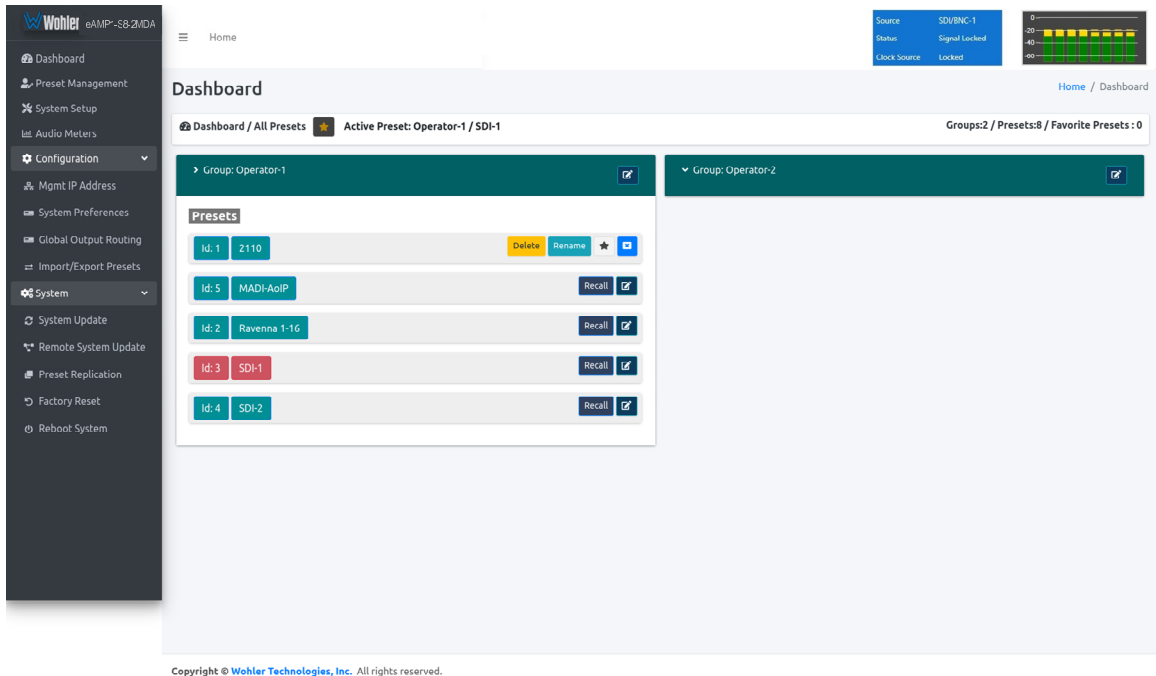 Wohler eAMP1-S8-2MDA
Dashboard
Preset Management
System Setup
Audio Meters
Configuration
Mgmt IP Address
System Preferences
Global Output Routing
Import/Export Presets
System
System Update
Remote System Update
Preset Replication
Factory Reset
Reboot System
Home
Source SDI/BNC-1
Status Signal Locked
Clock Source Locked
0
-20
-40
-60
Dashboard
Home / Dashboard
Dashboard / All Presets Active Preset: Operator-1 / SDI-1
Groups:2 / Presets:8 / Favorite Presets : 0
Group: Operator-1
Presets
Id: 1 2110 Delete Rename
Id: 5 MADI-AoIP Recall
Id: 2 Ravenna 1-16 Recall
Id: 3 SDI-1 Recall
Id: 4 SDI-2 Recall
Group: Operator-2
Copyright © Wohler Technologies, Inc. All rights reserved.